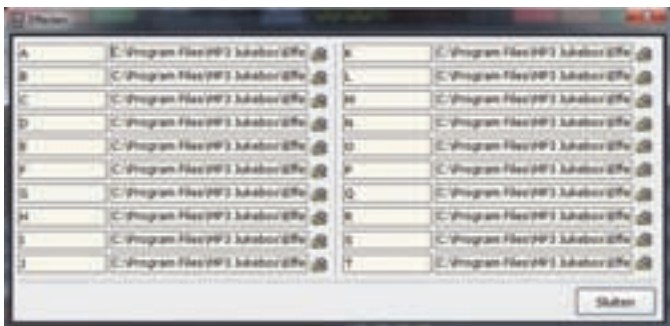 Effecten
A C:\Program Files\MP3 Jukebox\Effe
B C:\Program Files\MP3 Jukebox\Effe
C C:\Program Files\MP3 Jukebox\Effe
D C:\Program Files\MP3 Jukebox\Effe
E C:\Program Files\MP3 Jukebox\Effe
F C:\Program Files\MP3 Jukebox\Effe
G C:\Program Files\MP3 Jukebox\Effe
H C:\Program Files\MP3 Jukebox\Effe
I C:\Program Files\MP3 Jukebox\Effe
J C:\Program Files\MP3 Jukebox\Effe
K C:\Program Files\MP3 Jukebox\Effe
L C:\Program Files\MP3 Jukebox\Effe
M C:\Program Files\MP3 Jukebox\Effe
N C:\Program Files\MP3 Jukebox\Effe
O C:\Program Files\MP3 Jukebox\Effe
P C:\Program Files\MP3 Jukebox\Effe
Q C:\Program Files\MP3 Jukebox\Effe
R C:\Program Files\MP3 Jukebox\Effe
S C:\Program Files\MP3 Jukebox\Effe
T C:\Program Files\MP3 Jukebox\Effe
Sluiten